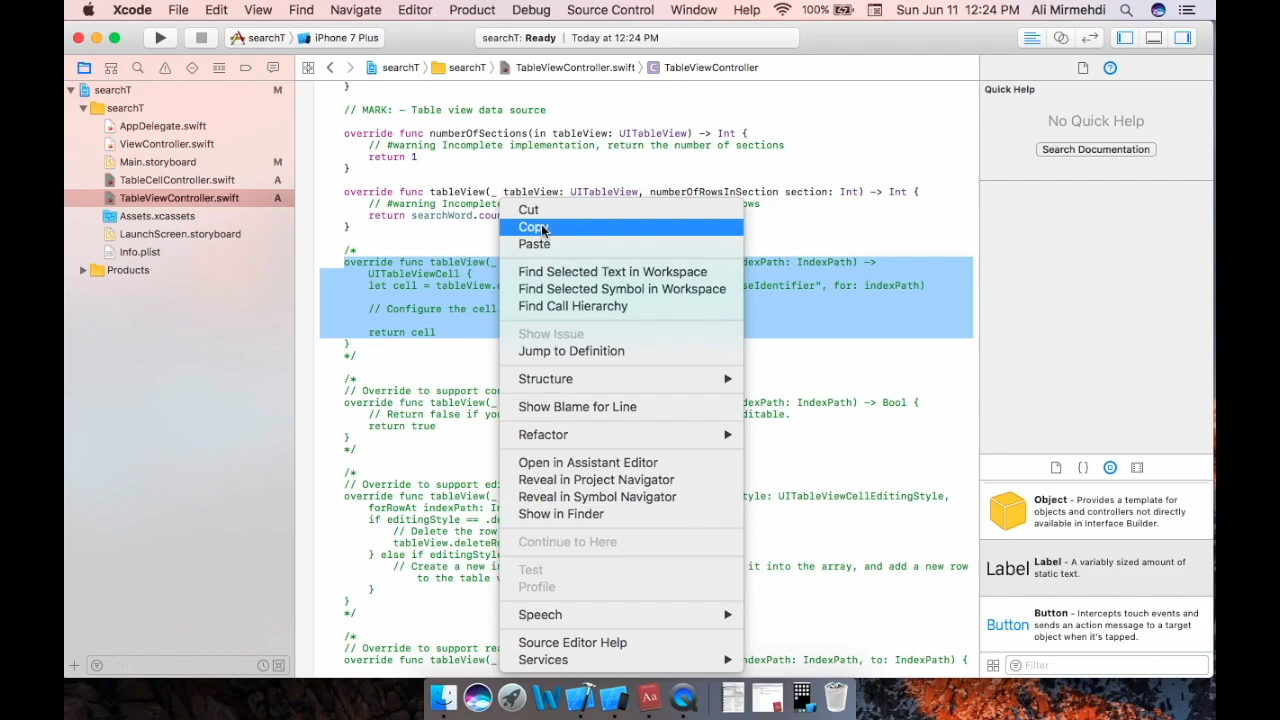 Xcode File Edit View Find Navigate Editor Product Debug Source Control Window Help 100% Sun Jun 11 12:24 PM Ali Mirmehdi
searchT iPhone 7 Plus searchT: Ready | Today at 12:24 PM
searchT searchT TableViewController.swift C TableViewController
searchT M
searchT
AppDelegate.swift
ViewController.swift
Main.storyboard M
TableCellController.swift A
TableViewController.swift A
Assets.xcassets
LaunchScreen.storyboard
Info.plist
Products
}
// MARK: - Table view data source
override func numberOfSections(in tableView: UITableView) -> Int {
// #warning Incomplete implementation, return the number of sections
return 1
}
override func tableView(_ tableView: UITableView, numberOfRowsInSection section: Int) -> Int {
// #warning Incomple ows
return searchWord.coun
}
/*
override func tableView(_ dexPath: IndexPath) ->
UITableViewCell {
let cell = tableView.d seIdentifier", for: indexPath)
// Configure the cell.
return cell
}
*/
/*
// Override to support con
override func tableView(_ dexPath: IndexPath) -> Bool {
// Return false if you ditable.
return true
}
*/
/*
// Override to support edi
override func tableView(_ tyle: UITableViewCellEditingStyle,
forRowAt indexPath: In
if editingStyle == .de
// Delete the row
tableView.deleteRo
} else if editingStyle
// Create a new in it into the array, and add a new row
to the table v
}
}
*/
/*
// Override to support rea
override func tableView(_ dexPath: IndexPath, to: IndexPath) {
Cut
Copy
Paste
Find Selected Text in Workspace
Find Selected Symbol in Workspace
Find Call Hierarchy
Show Issue
Jump to Definition
Structure
Show Blame for Line
Refactor
Open in Assistant Editor
Reveal in Project Navigator
Reveal in Symbol Navigator
Show in Finder
Continue to Here
Test
Profile
Speech
Source Editor Help
Services
Quick Help
No Quick Help
Search Documentation
Object - Provides a template for
objects and controllers not directly
available in Interface Builder.
Label Label - A variably sized amount of
static text.
Button Button - Intercepts touch events and
sends an action message to a target
object when it's tapped.
Filter